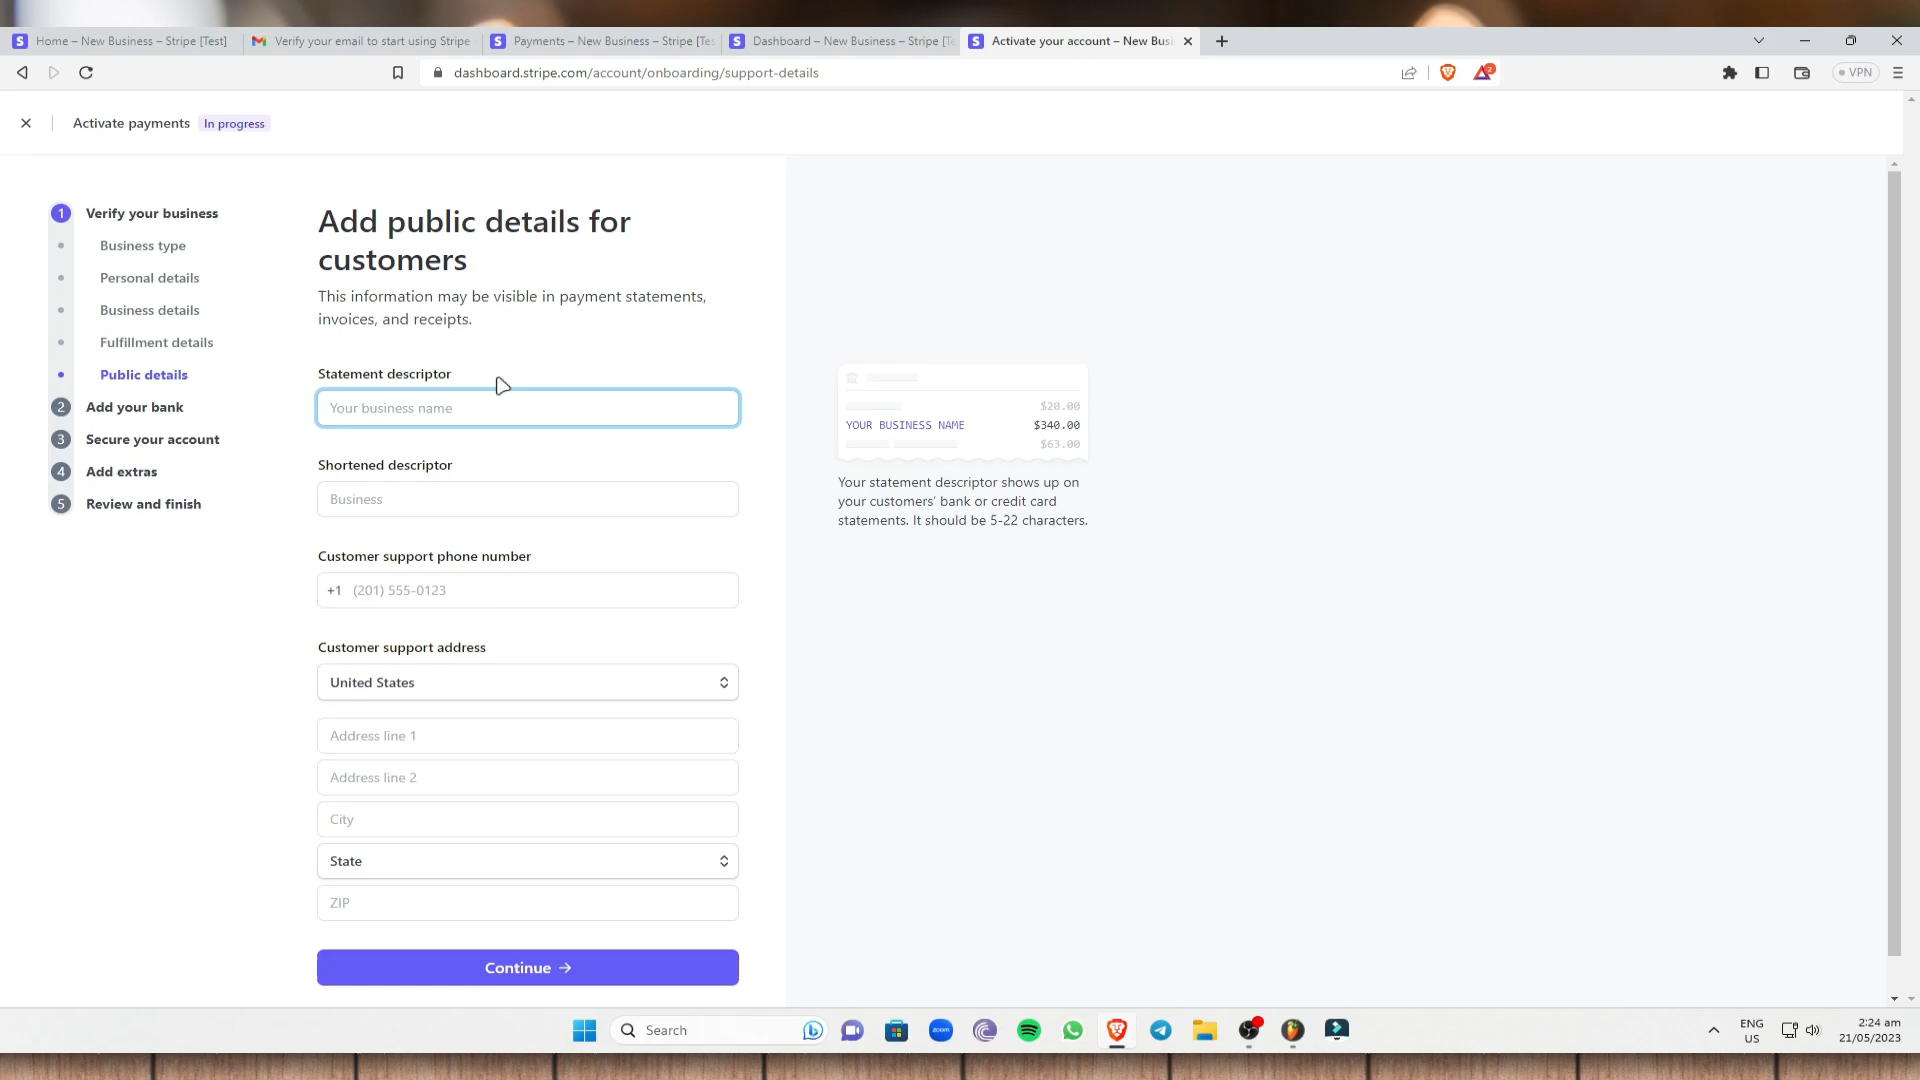 Home – New Business – Stripe [Test]
Verify your email to start using Stripe
Payments – New Business – Stripe [Tes
Dashboard – New Business – Stripe [Te
Activate your account – New Busi
dashboard.stripe.com/account/onboarding/support-details
2
VPN
Activate payments
In progress
1 Verify your business
Business type
Personal details
Business details
Fulfillment details
Public details
2 Add your bank
3 Secure your account
4 Add extras
5 Review and finish
Add public details for
customers
This information may be visible in payment statements,
invoices, and receipts.
Statement descriptor
Your business name
Shortened descriptor
Business
Customer support phone number
+1 (201) 555-0123
Customer support address
United States
Address line 1
Address line 2
City
State
ZIP
Continue →
$20.00
YOUR BUSINESS NAME $340.00
$63.00
Your statement descriptor shows up on
your customers' bank or credit card
statements. It should be 5-22 characters.
Search
zoom
ENG
US
2:24 am
21/05/2023